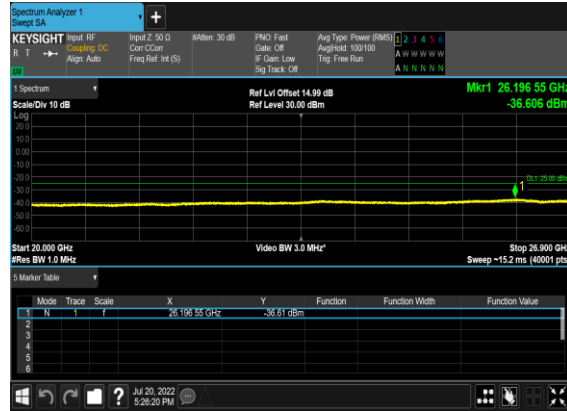 Spectrum Analyzer 1
Swept SA
+
KEYSIGHT Input: RF Input Z: 50 Ω #Atten: 30 dB PNO: Fast Avg Type: Power (RMS) 1 2 3 4 5 6
R T Coupling: DC Corr CCorr Gate: Off Avg|Hold: 100/100 A W W W W W
Align: Auto Freq Ref: Int (S) IF Gain: Low Trig: Free Run
Sig Track: Off A N N N N N
1 Spectrum Ref Lvl Offset 14.99 dB Mkr1 26.196 55 GHz
Scale/Div 10 dB Ref Level 30.00 dBm -36.606 dBm
Log
20.0
10.0
0.00
-10.0
-20.0
DL1 -25.00 dBm
-30.0
1
-40.0
-50.0
-60.0
Start 20.000 GHz Video BW 3.0 MHz* Stop 26.900 GHz
#Res BW 1.0 MHz Sweep ~15.2 ms (40001 pts)
5 Marker Table
Mode Trace Scale X Y Function Function Width Function Value
1 N 1 f 26.196 55 GHz -36.61 dBm
2
3
4
5
6
? Jul 20, 2022
5:26:20 PM